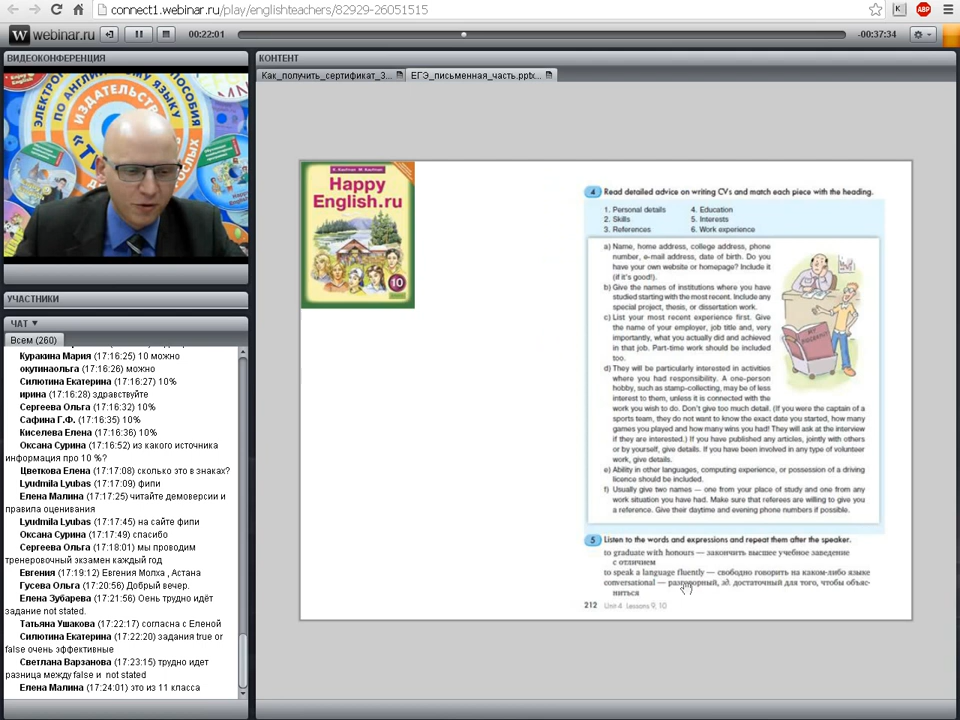 connect1.webinar.ru/play/englishteachers/82929-26051515
webinar.ru
00:22:01
-00:37:34
ВИДЕОКОНФЕРЕНЦИЯ
ЭЛЕКТРОН
ПО АНГЛИЙСКОМУ ЯЗЫКУ
ПОСОБИЯ
ИЗДАТЕЛЬСТВ
УЧАСТНИКИ
ЧАТ
Всем (260)
Куракина Мария (17:16:25) 10 можно
окулинаольга (17:16:26) можно
Силютина Екатерина (17:16:27) 10%
ирина (17:16:28) здравствуйте
Сергеева Ольга (17:16:32) 10%
Сафина Г.Ф. (17:16:35) 10%
Киселева Елена (17:16:36) 10%
Оксана Сурина (17:16:52) из какого источника
информация про 10 %?
Цветкова Елена (17:17:08) сколько это в знаках?
Lyudmila Lyubas (17:17:09) фипи
Елена Малина (17:17:25) читайте демоверсии и
правила оценивания
Lyudmila Lyubas (17:17:45) на сайте фипи
Оксана Сурина (17:17:49) спасибо
Сергеева Ольга (17:18:01) мы проводим
тренеровочный экзамен каждый год
Евгения (17:19:12) Евгения Молха , Астана
Гусева Ольга (17:20:56) Добрый вечер.
Елена Зубарева (17:21:56) Оень трудно идёт
задание not stated.
Татьяна Ушакова (17:22:17) согласна с Еленой
Силютина Екатерина (17:22:20) задания true or
false очень эффективные
Светлана Варзанова (17:23:15) трудно идет
разница между false и not stated
Елена Малина (17:24:01) это из 11 класса
КОНТЕНТ
Как_получить_сертификат_3...
ЕГЭ_письменная_часть.pptx...
Happy
English.ru
10
4 Read detailed advice on writing CVs and match each piece with the heading.
1. Personal details 4. Education
2. Skills 5. Interests
3. References 6. Work experience
a) Name, home address, college address, phone
number, e-mail address, date of birth. Do you
have your own website or homepage? Include it
(if it's good!).
b) Give the names of institutions where you have
studied starting with the most recent. Include any
special project, thesis, or dissertation work.
c) List your most recent experience first. Give
the name of your employer, job title and, very
importantly, what you actually did and achieved
in that job. Part-time work should be included
too.
d) They will be particularly interested in activities
where you had responsibility. A one-person
hobby, such as stamp-collecting, may be of less
interest to them, unless it is connected with the
work you wish to do. Don't give too much detail. (If you were the captain of a
sports team, they do not want to know the exact date you started, how many
games you played and how many wins you had! They will ask at the interview
if they are interested.) If you have published any articles, jointly with others
or by yourself, give details. If you have been involved in any type of volunteer
work, give details.
e) Ability in other languages, computing experience, or possession of a driving
licence should be included.
f) Usually give two names — one from your place of study and one from any
work situation you have had. Make sure that referees are willing to give you
a reference. Give their daytime and evening phone numbers if possible.
5 Listen to the words and expressions and repeat them after the speaker.
to graduate with honours — закончить высшее учебное заведение
с отличием
to speak a language fluently — свободно говорить на каком-либо языке
conversational — разговорный, зд. достаточный для того, чтобы объяс-
ниться
212 Unit 4 Lessons 9, 10